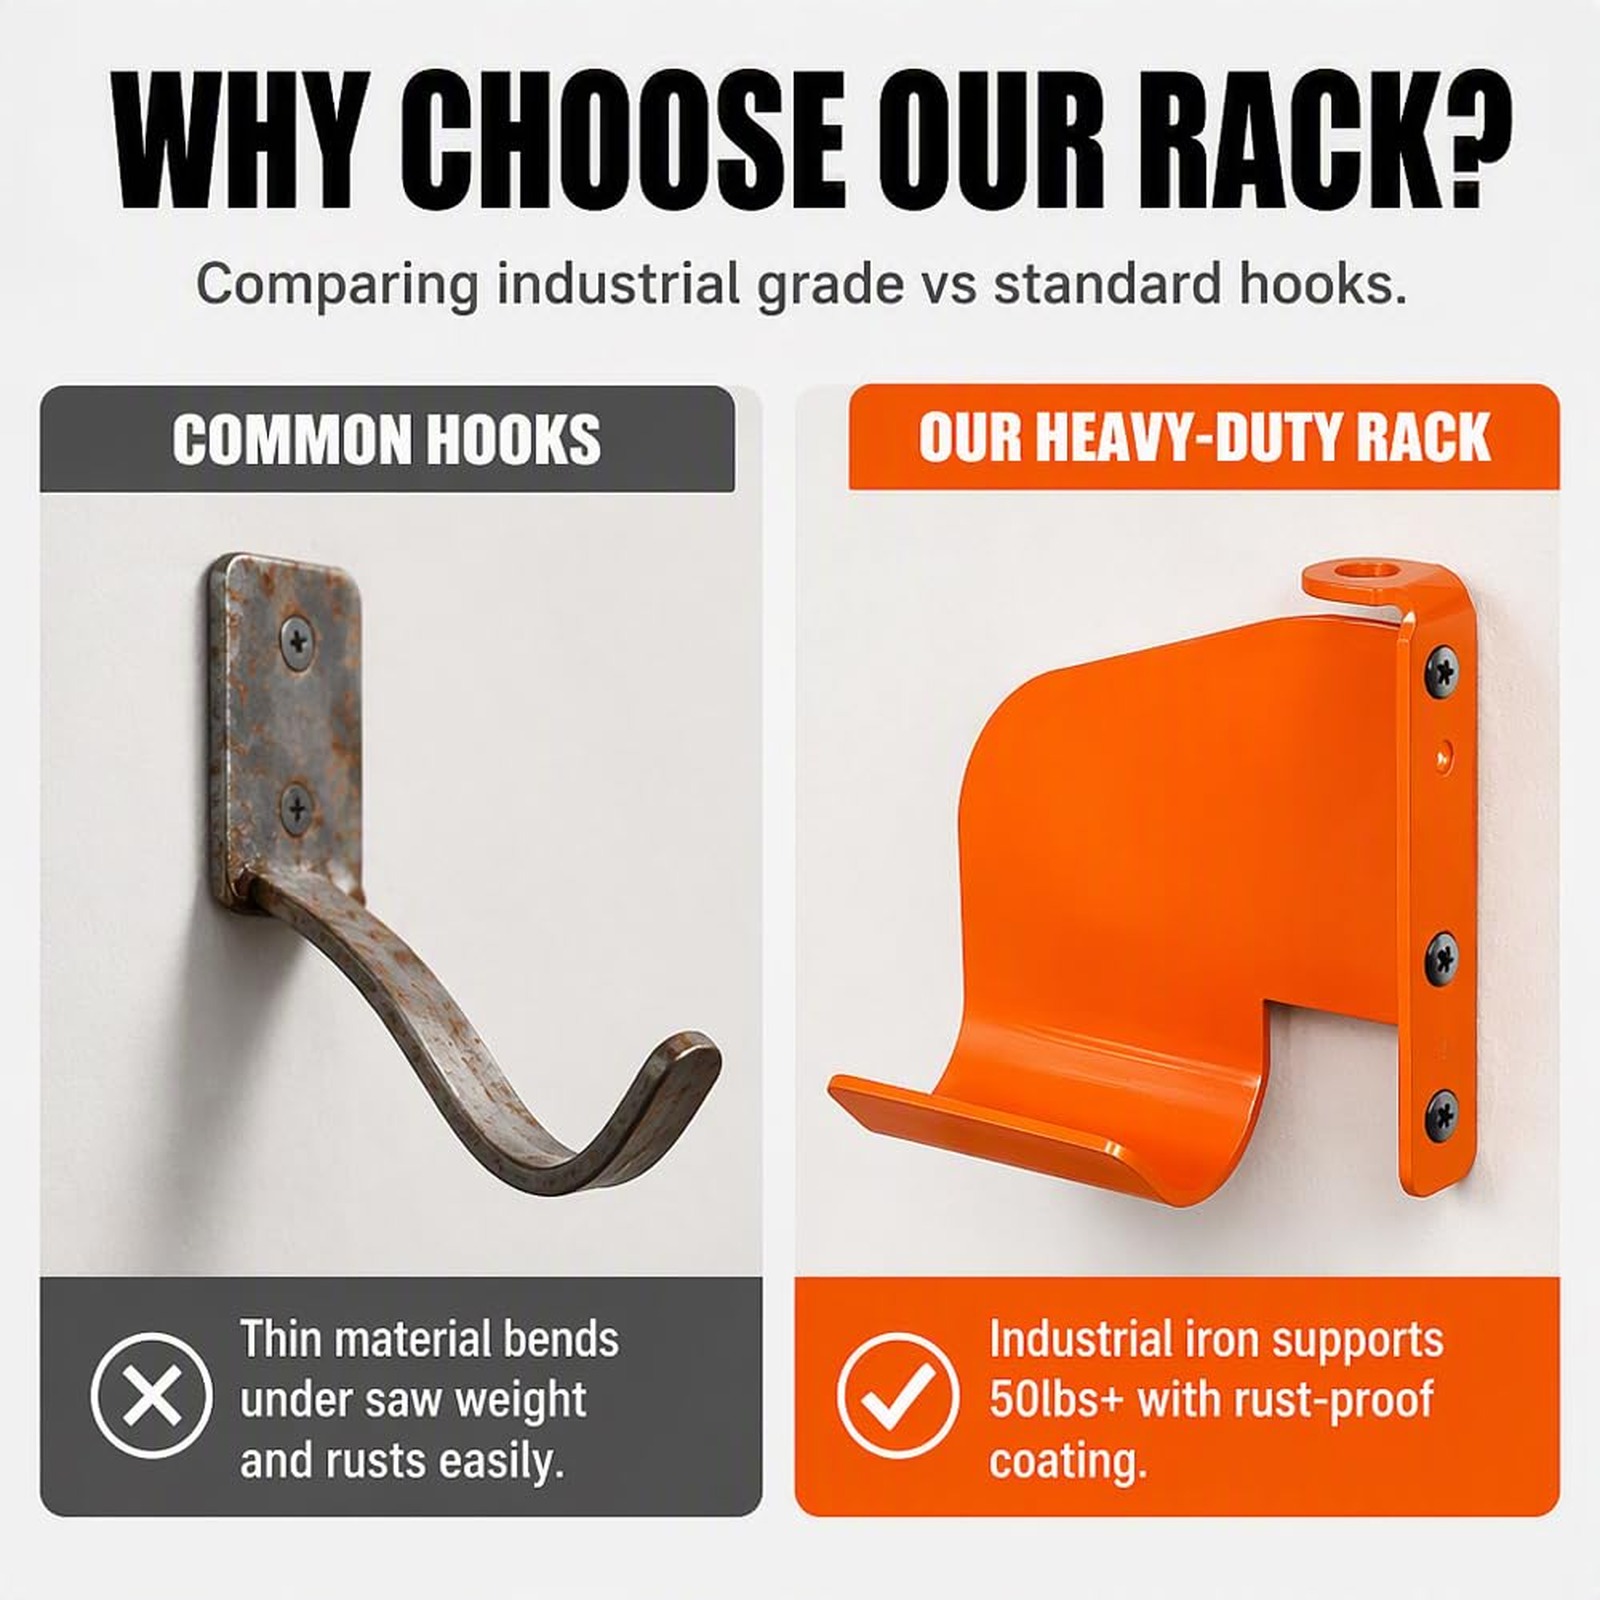 WHY CHOOSE OUR RACK?
Comparing industrial grade vs standard hooks.
COMMON HOOKS
Thin material bends
under saw weight
and rusts easily.
OUR HEAVY-DUTY RACK
Industrial iron supports
50lbs+ with rust-proof
coating.